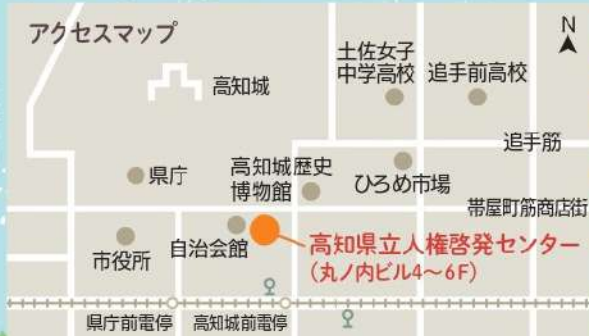 アクセスマップ
N
土佐女子
中学高校
追手前高校
高知城
追手筋
県庁
高知城歴史
博物館
ひろめ市場
帯屋町筋商店街
市役所
自治会館
高知県立人権啓発センター
(丸ノ内ビル4～6F)
県庁前電停
高知城前電停